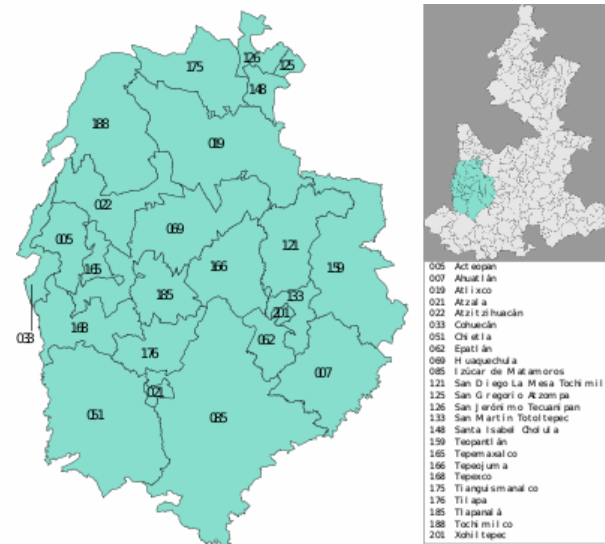 126
175
125
148
188
019
022
069
005
121
165
166
159
185
133
201
168
033
062
176
007
021
051
085
005 Acteopan
007 Ahuatlán
019 Atlixco
021 Atzala
022 Atzitzihuacán
033 Cohuecán
051 Chietla
062 Epatlán
069 Huaquechula
085 Izúcar de Matamoros
121 San Diego La Mesa Tochimil
125 San Gregorio Atzompa
126 San Jerónimo Tecuanipan
133 San Martín Totoltepec
148 Santa Isabel Cholula
159 Teopantlán
165 Tepemaxalco
166 Tepeojuma
168 Tepexco
175 Tianguismanalco
176 Tilapa
185 Tlapanalá
188 Tochimilco
201 Xohiltepec